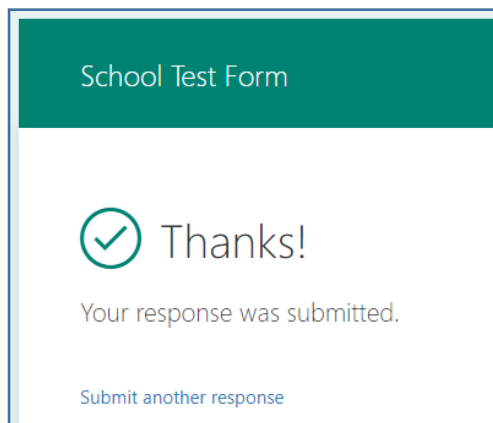 School Test Form
Thanks!
Your response was submitted.
Submit another response